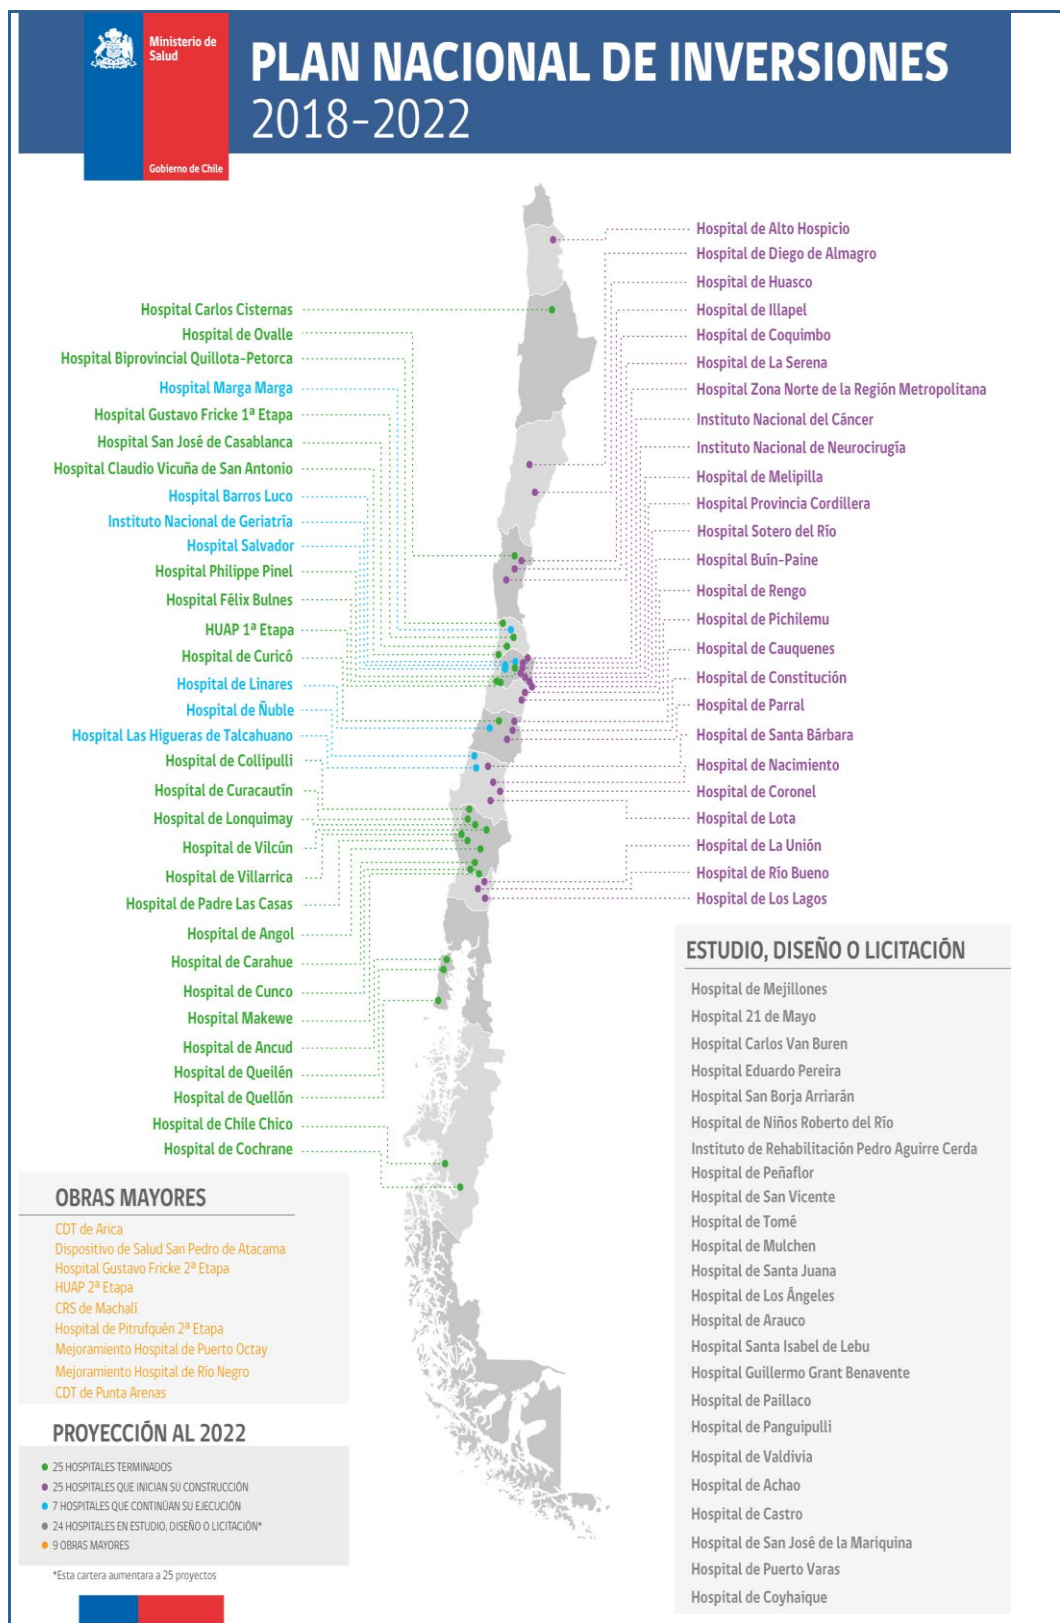 Ministerio de
Salud
Gobierno de Chile
PLAN NACIONAL DE INVERSIONES
2018-2022
Hospital Carlos Cisternas
Hospital de Ovalle
Hospital Biprovincial Quillota-Petorca
Hospital Marga Marga
Hospital Gustavo Fricke 1ª Etapa
Hospital San José de Casablanca
Hospital Claudio Vicuña de San Antonio
Hospital Barros Luco
Instituto Nacional de Geriatría
Hospital Salvador
Hospital Philippe Pinel
Hospital Félix Bulnes
HUAP 1ª Etapa
Hospital de Curicó
Hospital de Linares
Hospital de Ñuble
Hospital Las Higueras de Talcahuano
Hospital de Collipulli
Hospital de Curacautín
Hospital de Lonquimay
Hospital de Vilcún
Hospital de Villarrica
Hospital de Padre Las Casas
Hospital de Angol
Hospital de Carahue
Hospital de Cunco
Hospital Makewe
Hospital de Ancud
Hospital de Queilén
Hospital de Quellón
Hospital de Chile Chico
Hospital de Cochrane
Hospital de Alto Hospicio
Hospital de Diego de Almagro
Hospital de Huasco
Hospital de Illapel
Hospital de Coquimbo
Hospital de La Serena
Hospital Zona Norte de la Región Metropolitana
Instituto Nacional del Cáncer
Instituto Nacional de Neurocirugía
Hospital de Melipilla
Hospital Provincia Cordillera
Hospital Sotero del Río
Hospital Buin-Paine
Hospital de Rengo
Hospital de Pichilemu
Hospital de Cauquenes
Hospital de Constitución
Hospital de Parral
Hospital de Santa Bárbara
Hospital de Nacimiento
Hospital de Coronel
Hospital de Lota
Hospital de La Unión
Hospital de Río Bueno
Hospital de Los Lagos
OBRAS MAYORES
CDT de Arica
Dispositivo de Salud San Pedro de Atacama
Hospital Gustavo Fricke 2ª Etapa
HUAP 2ª Etapa
CRS de Machalí
Hospital de Pitrufquén 2ª Etapa
Mejoramiento Hospital de Puerto Octay
Mejoramiento Hospital de Río Negro
CDT de Punta Arenas
PROYECCIÓN AL 2022
25 HOSPITALES TERMINADOS
25 HOSPITALES QUE INICIAN SU CONSTRUCCIÓN
7 HOSPITALES QUE CONTINÚAN SU EJECUCIÓN
24 HOSPITALES EN ESTUDIO, DISEÑO O LICITACIÓN*
9 OBRAS MAYORES
*Esta cartera aumentara a 25 proyectos
ESTUDIO, DISEÑO O LICITACIÓN
Hospital de Mejillones
Hospital 21 de Mayo
Hospital Carlos Van Buren
Hospital Eduardo Pereira
Hospital San Borja Arriarán
Hospital de Niños Roberto del Río
Instituto de Rehabilitación Pedro Aguirre Cerda
Hospital de Peñaflor
Hospital de San Vicente
Hospital de Tomé
Hospital de Mulchen
Hospital de Santa Juana
Hospital de Los Ángeles
Hospital de Arauco
Hospital Santa Isabel de Lebu
Hospital Guillermo Grant Benavente
Hospital de Paillaco
Hospital de Panguipulli
Hospital de Valdivia
Hospital de Achao
Hospital de Castro
Hospital de San José de la Mariquina
Hospital de Puerto Varas
Hospital de Coyhaique